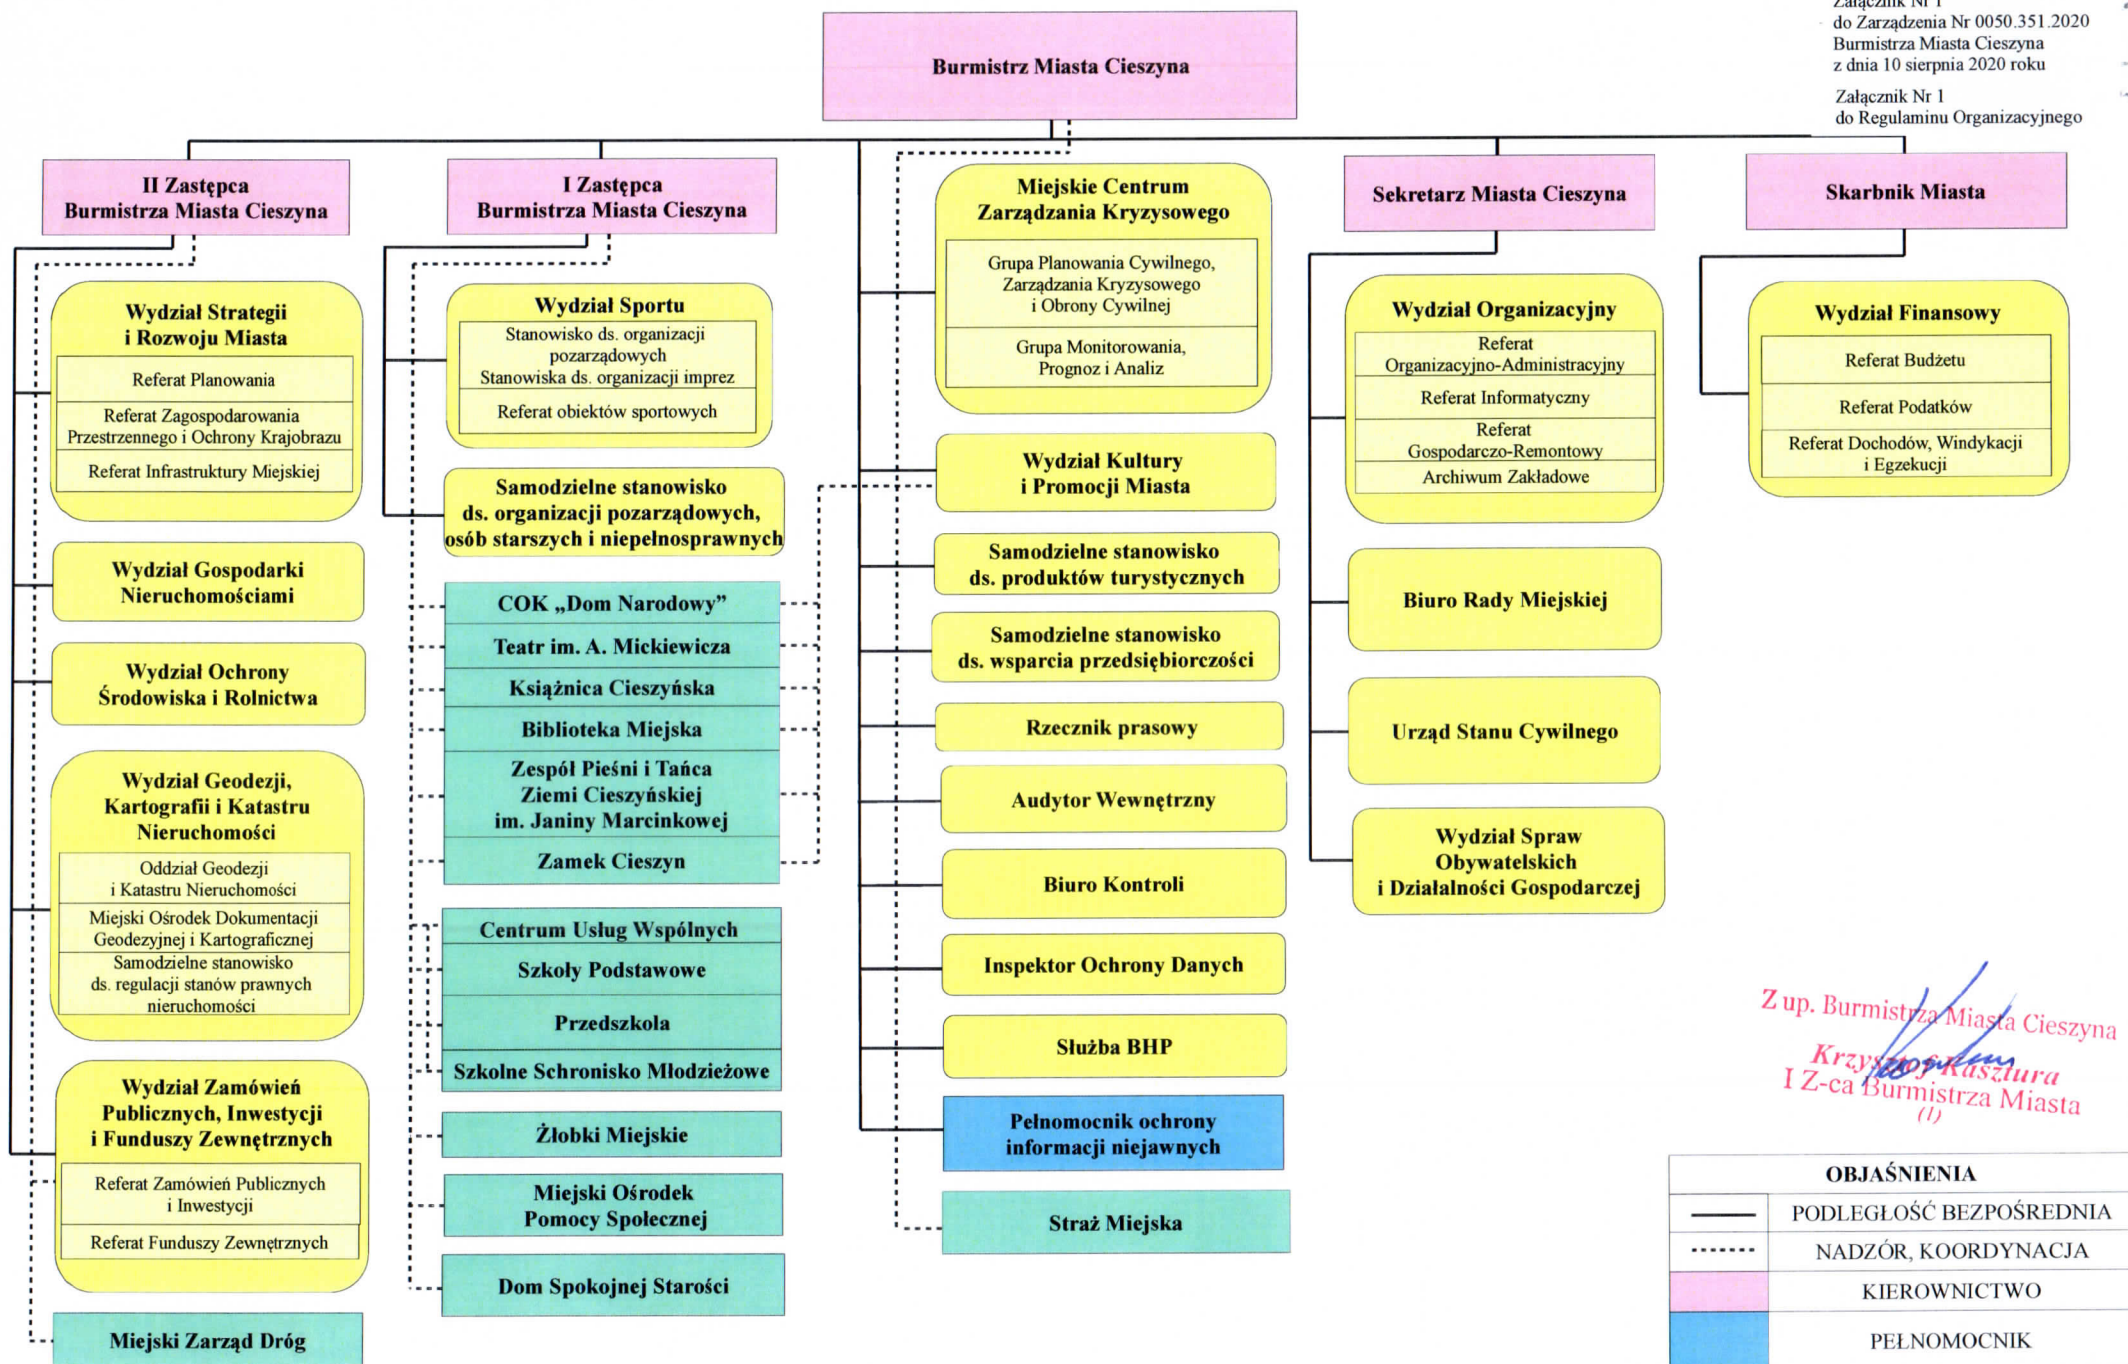 Załącznik Nr 1
do Zarządzenia Nr 0050.351.2020
Burmistrza Miasta Cieszyna
z dnia 10 sierpnia 2020 roku
Załącznik Nr 1
do Regulaminu Organizacyjnego
Burmistrz Miasta Cieszyna
II Zastępca
Burmistrza Miasta Cieszyna
I Zastępca
Burmistrza Miasta Cieszyna
Miejskie Centrum
Zarządzania Kryzysowego
Grupa Planowania Cywilnego,
Zarządzania Kryzysowego
i Obrony Cywilnej
Grupa Monitorowania,
Prognoz i Analiz
Sekretarz Miasta Cieszyna
Skarbnik Miasta
Wydział Strategii
i Rozwoju Miasta
Referat Planowania
Referat Zagospodarowania
Przestrzennego i Ochrony Krajobrazu
Referat Infrastruktury Miejskiej
Wydział Gospodarki
Nieruchomościami
Wydział Ochrony
Środowiska i Rolnictwa
Wydział Geodezji,
Kartografii i Katastru
Nieruchomości
Oddział Geodezji
i Katastru Nieruchomości
Miejski Ośrodek Dokumentacji
Geodezyjnej i Kartograficznej
Samodzielne stanowisko
ds. regulacji stanów prawnych
nieruchomości
Wydział Zamówień
Publicznych, Inwestycji
i Funduszy Zewnętrznych
Referat Zamówień Publicznych
i Inwestycji
Referat Funduszy Zewnętrznych
Miejski Zarząd Dróg
Wydział Sportu
Stanowisko ds. organizacji
pozarządowych
Stanowiska ds. organizacji imprez
Referat obiektów sportowych
Samodzielne stanowisko
ds. organizacji pozarządowych,
osób starszych i niepełnosprawnych
COK „Dom Narodowy”
Teatr im. A. Mickiewicza
Książnica Cieszyńska
Biblioteka Miejska
Zespół Pieśni i Tańca
Ziemi Cieszyńskiej
im. Janiny Marcinkowej
Zamek Cieszyn
Centrum Usług Wspólnych
Szkoły Podstawowe
Przedszkola
Szkolne Schronisko Młodzieżowe
Żłobki Miejskie
Miejski Ośrodek
Pomocy Społecznej
Dom Spokojnej Starości
Wydział Kultury
i Promocji Miasta
Samodzielne stanowisko
ds. produktów turystycznych
Samodzielne stanowisko
ds. wsparcia przedsiębiorczości
Rzecznik prasowy
Audytor Wewnętrzny
Biuro Kontroli
Inspektor Ochrony Danych
Służba BHP
Pełnomocnik ochrony
informacji niejawnych
Straż Miejska
Wydział Organizacyjny
Referat
Organizacyjno-Administracyjny
Referat Informatyczny
Referat
Gospodarczo-Remontowy
Archiwum Zakładowe
Biuro Rady Miejskiej
Urząd Stanu Cywilnego
Wydział Spraw
Obywatelskich
i Działalności Gospodarczej
Wydział Finansowy
Referat Budżetu
Referat Podatków
Referat Dochodów, Windykacji
i Egzekucji
Z up. Burmistrza Miasta Cieszyna
Krzysztof Kasztura
I Z-ca Burmistrza Miasta
(1)
OBJAŚNIENIA
PODLEGŁOŚĆ BEZPOŚREDNIA
NADZÓR, KOORDYNACJA
KIEROWNICTWO
PEŁNOMOCNIK